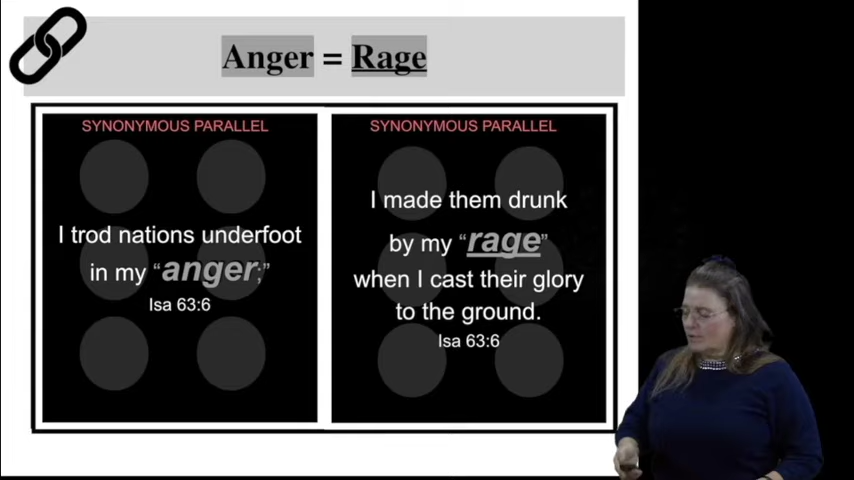 Anger = Rage
SYNONYMOUS PARALLEL
I trod nations underfoot
in my “anger;”
Isa 63:6
SYNONYMOUS PARALLEL
I made them drunk
by my “rage”
when I cast their glory
to the ground.
Isa 63:6